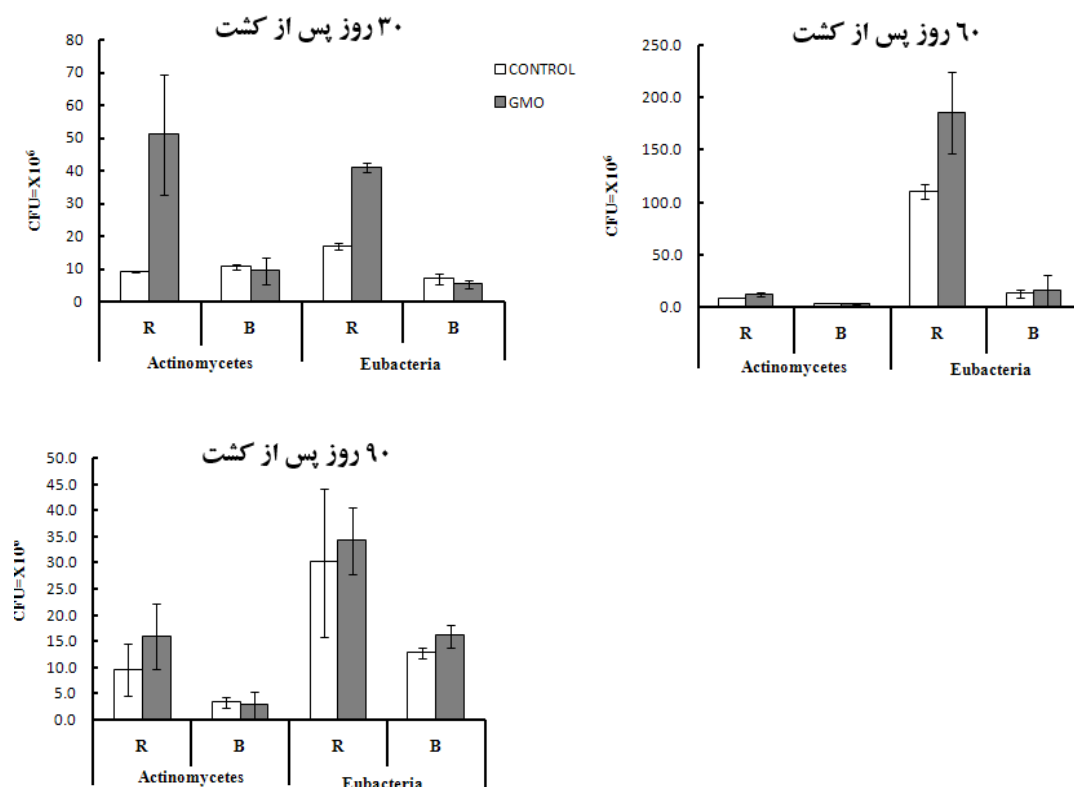 ۳۰ روز پس از کشت
80
70
60
50
40
30
20
10
0
CFU=X10⁶
CONTROL
GMO
R B R B
Actinomycetes Eubacteria
٦٠ روز پس از کشت
250.0
200.0
150.0
100.0
50.0
0.0
CFU=X10⁶
R B R B
Actinomycetes Eubacteria
۹۰ روز پس از کشت
50.0
45.0
40.0
35.0
30.0
25.0
20.0
15.0
10.0
5.0
0.0
CFU=X10⁶
R B R B
Actinomycetes Eubacteria